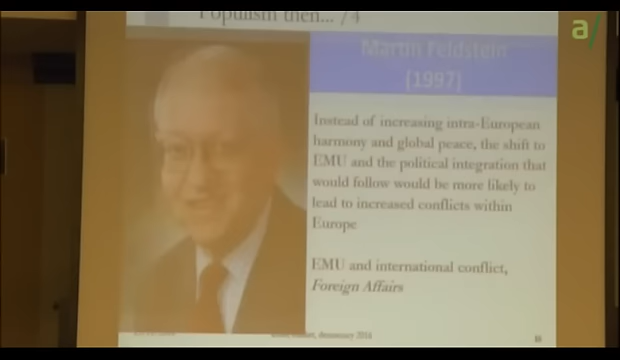 Populism then... /4
a/
Martin Feldstein
[1997]
Instead of increasing intra-European
harmony and global peace, the shift to
EMU and the political integration that
would follow would be more likely to
lead to increased conflicts within
Europe
EMU and international conflict,
Foreign Affairs
democracy 2016